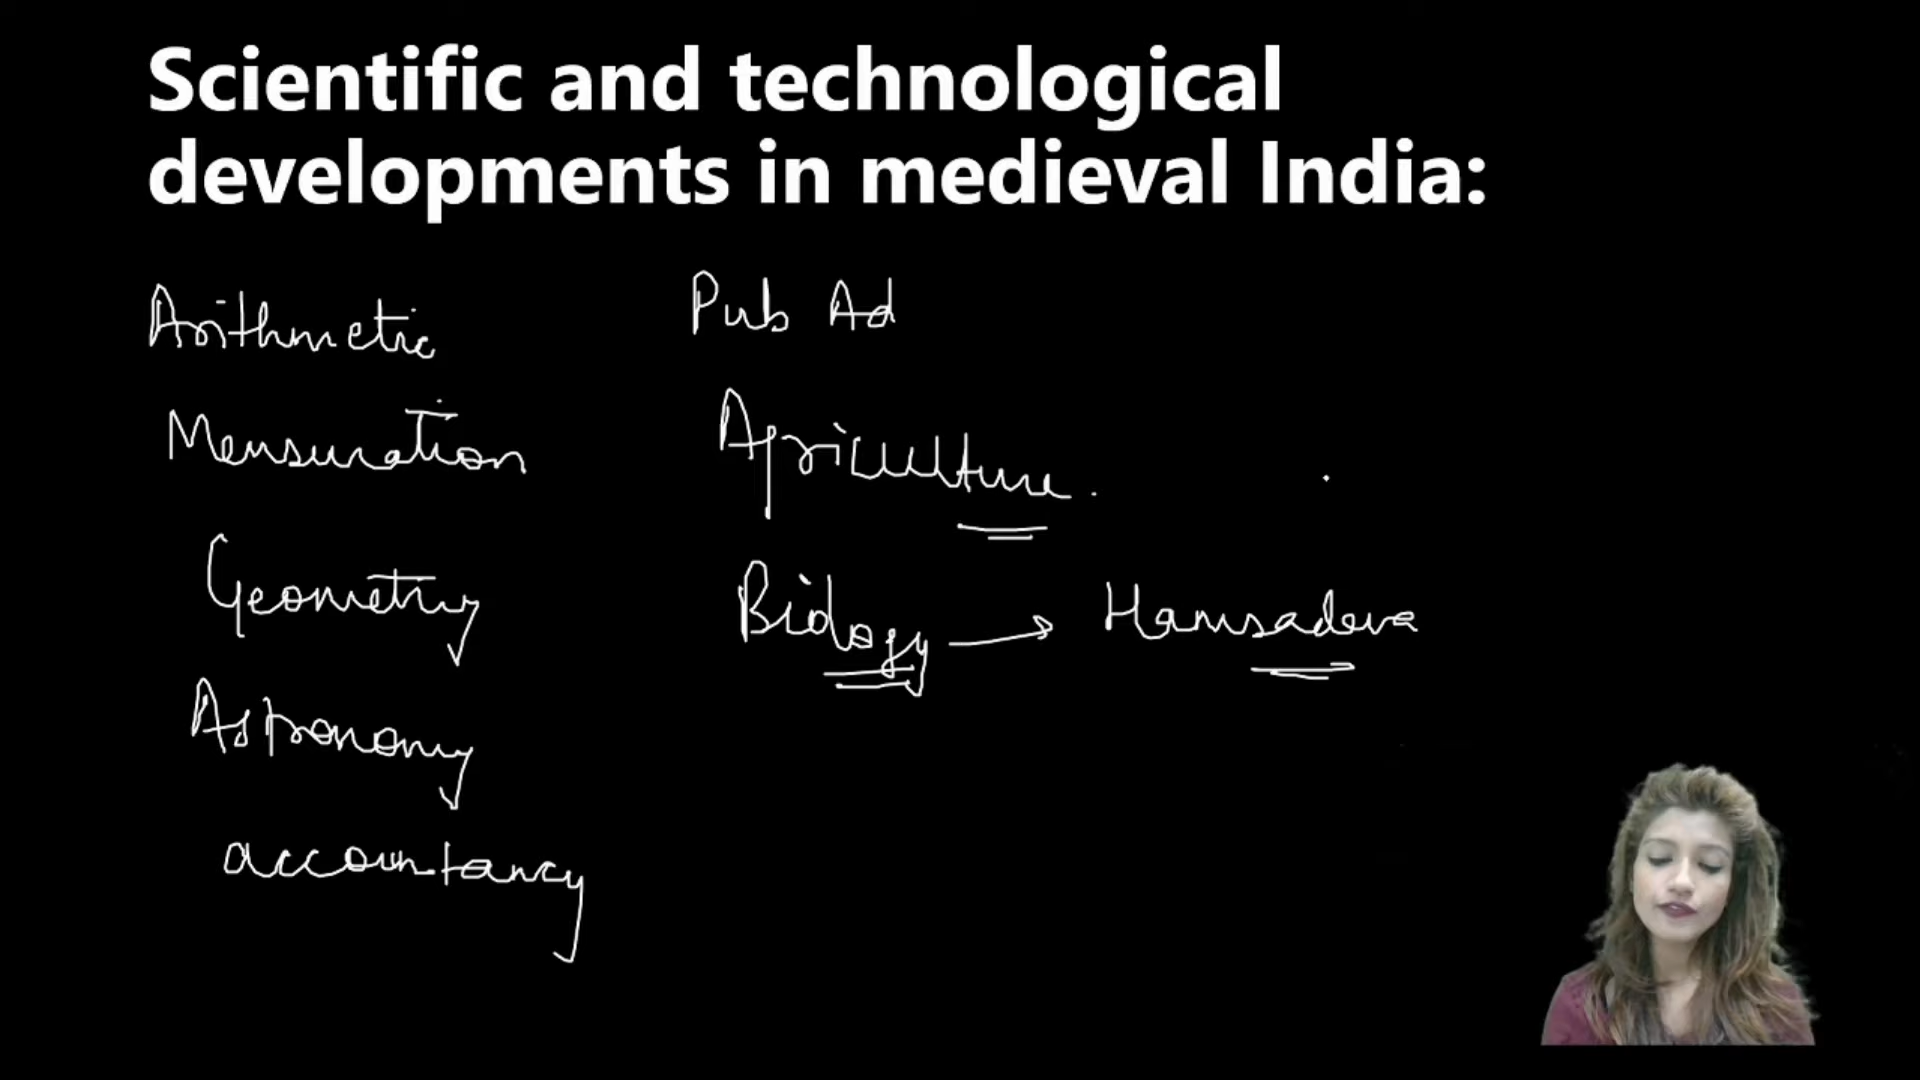 Scientific and technological
developments in medieval India:
Arithmetic
Mensuration
Geometry
Astronomy
accountancy
Pub Ad
Agriculture.
Biology → Hamsadeva